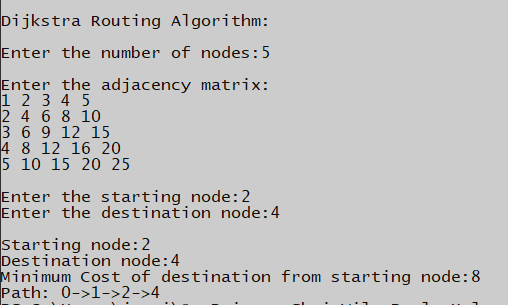 Dijkstra Routing Algorithm:
Enter the number of nodes:5
Enter the adjacency matrix:
1 2 3 4 5
2 4 6 8 10
3 6 9 12 15
4 8 12 16 20
5 10 15 20 25
Enter the starting node:2
Enter the destination node:4
Starting node:2
Destination node:4
Minimum Cost of destination from starting node:8
Path: 0->1->2->4